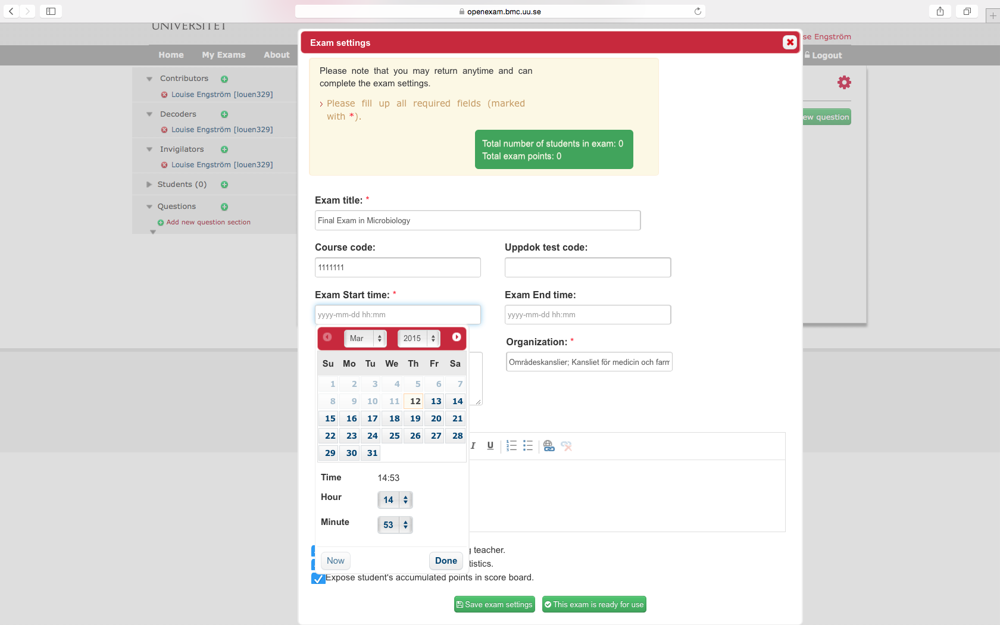 openexam.bmc.uu.se
UNIVERSITET
se Engström
Home My Exams About
Logout
Contributors
Louise Engström [louen329]
Decoders
Louise Engström [louen329]
Invigilators
Louise Engström [louen329]
Students (0)
Questions
Add new question section
ew question
Exam settings
Please note that you may return anytime and can
complete the exam settings.
Please fill up all required fields (marked
with *).
Total number of students in exam: 0
Total exam points: 0
Exam title: *
Final Exam in Microbiology
Course code: Uppdok test code:
1111111
Exam Start time: * Exam End time:
yyyy-mm-dd hh:mm yyyy-mm-dd hh:mm
Mar 2015
Organization: *
Områdeskanslier; Kansliet för medicin och farm
Su Mo Tu We Th Fr Sa
1 2 3 4 5 6 7
8 9 10 11 12 13 14
15 16 17 18 19 20 21
22 23 24 25 26 27 28
29 30 31
I U
Time 14:53
Hour 14
Minute 53
Now Done
teacher.
tistics.
Expose student's accumulated points in score board.
Save exam settings This exam is ready for use